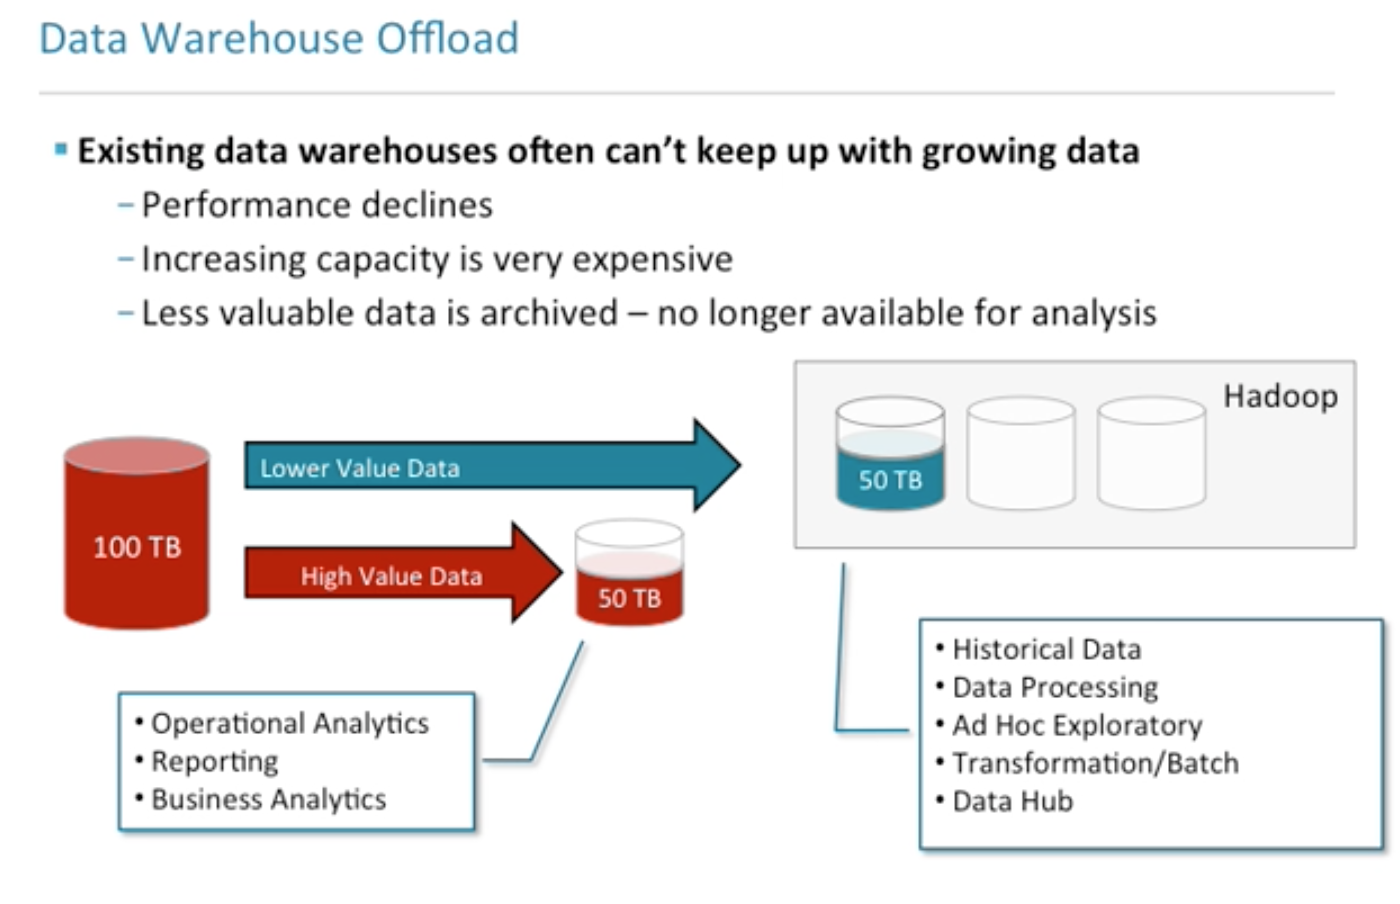 Data Warehouse Offload
▪ Existing data warehouses often can't keep up with growing data
– Performance declines
– Increasing capacity is very expensive
– Less valuable data is archived – no longer available for analysis
Hadoop
Lower Value Data
50 TB
100 TB
High Value Data
50 TB
• Operational Analytics
• Reporting
• Business Analytics
• Historical Data
• Data Processing
• Ad Hoc Exploratory
• Transformation/Batch
• Data Hub